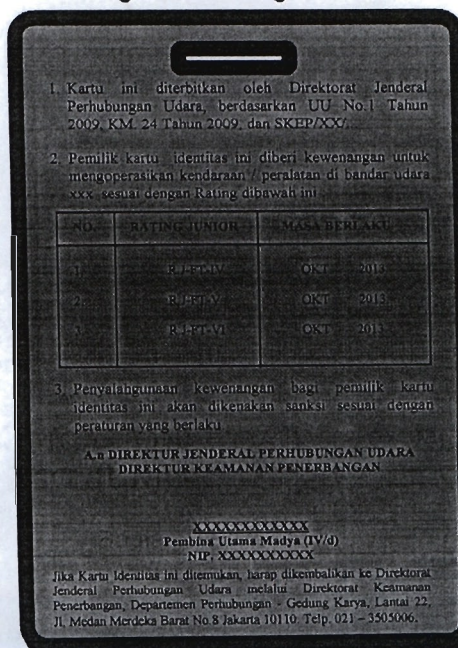 1. Kartu ini diterbitkan oleh Direktorat Jenderal
Perhubungan Udara, berdasarkan UU No.1 Tahun
2009, KM. 24 Tahun 2009, dan SKEP/XX/....
2. Pemilik kartu identitas ini diberi kewenangan untuk
mengoperasikan kendaraan / peralatan di bandar udara
xxx sesuai dengan Rating dibawah ini
NO. RATING JUNIOR MASA BERLAKU
1. R.J-PT-IV OKT 2013
2. R.J-PT-V OKT 2013
3. R.J-PT-VI OKT 2013
3. Penyalahgunaan kewenangan bagi pemilik kartu
identitas ini akan dikenakan sanksi sesuai dengan
peraturan yang berlaku
A.n DIREKTUR JENDERAL PERHUBUNGAN UDARA
DIREKTUR KEAMANAN PENERBANGAN
XXXXXXXXXXXX
Pembina Utama Madya (IV/d)
NIP. XXXXXXXXXX
Jika Kartu Identitas ini ditemukan, harap dikembalikan ke Direktorat
Jenderal Perhubungan Udara melalui Direktorat Keamanan
Penerbangan, Departemen Perhubungan - Gedung Karya, Lantai 22,
Jl. Medan Merdeka Barat No.8 Jakarta 10110. Telp. 021 – 3505006.